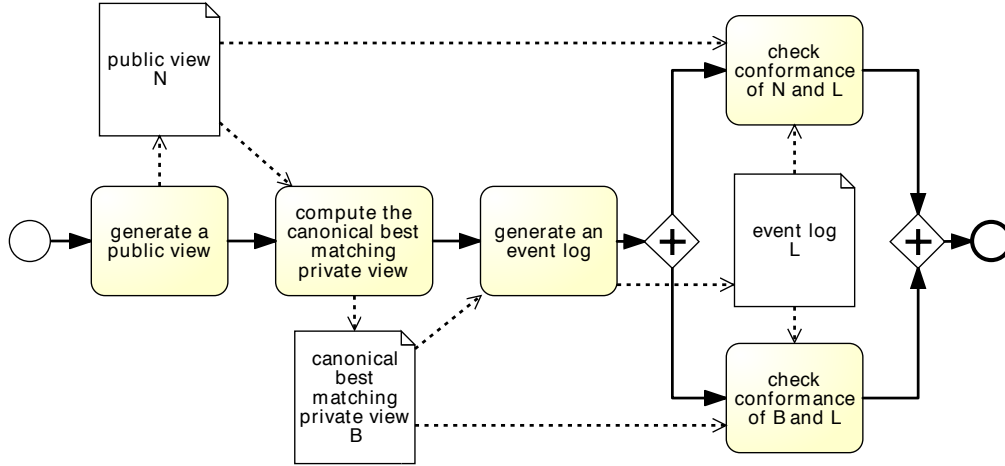 public view
N
check
conformance
of N and L
generate a
public view
compute the
canonical best
matching
private view
generate an
event log
event log
L
canonical
best
matching
private view
B
check
conformance
of B and L